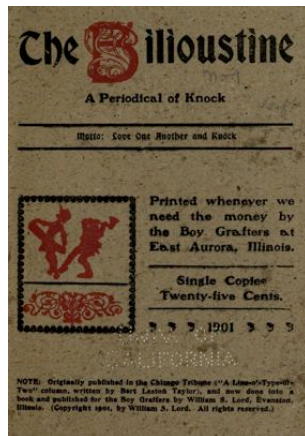 The Bilioustine
A Periodical of Knock
Motto: Love One Another and Knock
Printed whenever we
need the money by
the Boy Grafters at
East Aurora, Illinois.
Single Copies
Twenty-five Cents.
1901
CALIFORNIA
NOTE: Originally published in the Chicago Tribune ("A Line-o'-Type-or-
Two" column, written by Bert Leston Taylor), and now done into a
book and published for the Boy Grafters by William S. Lord, Evanston,
Illinois. (Copyright 1901, by William S. Lord. All rights reserved.)